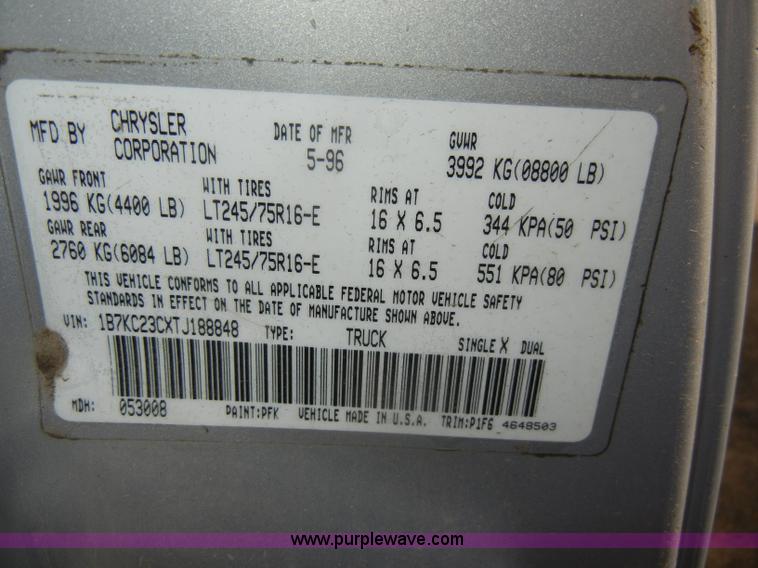 MFD BY CHRYSLER CORPORATION DATE OF MFR 5-96 GVWR 3992 KG(08800 LB)
GAWR FRONT WITH TIRES RIMS AT COLD
1996 KG(4400 LB) LT245/75R16-E 16 X 6.5 344 KPA(50 PSI)
GAWR REAR WITH TIRES RIMS AT COLD
2760 KG(6084 LB) LT245/75R16-E 16 X 6.5 551 KPA(80 PSI)
THIS VEHICLE CONFORMS TO ALL APPLICABLE FEDERAL MOTOR VEHICLE SAFETY
STANDARDS IN EFFECT ON THE DATE OF MANUFACTURE SHOWN ABOVE.
VIN: 1B7KC23CXTJ188848 TYPE: TRUCK SINGLE X DUAL
MDH: 053008 PAINT:PFK VEHICLE MADE IN U.S.A. TRIM:P1F6 4648503
www.purplewave.com